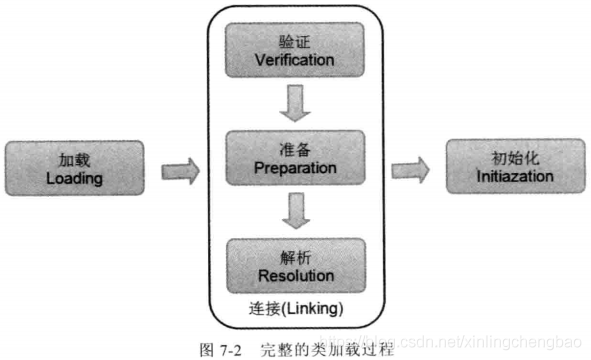 验证
Verification
加载
Loading
准备
Preparation
初始化
Initiazation
解析
Resolution
连接(Linking)
图 7-2 完整的类加载过程
https://blog.csdn.net/xinlingchengbao